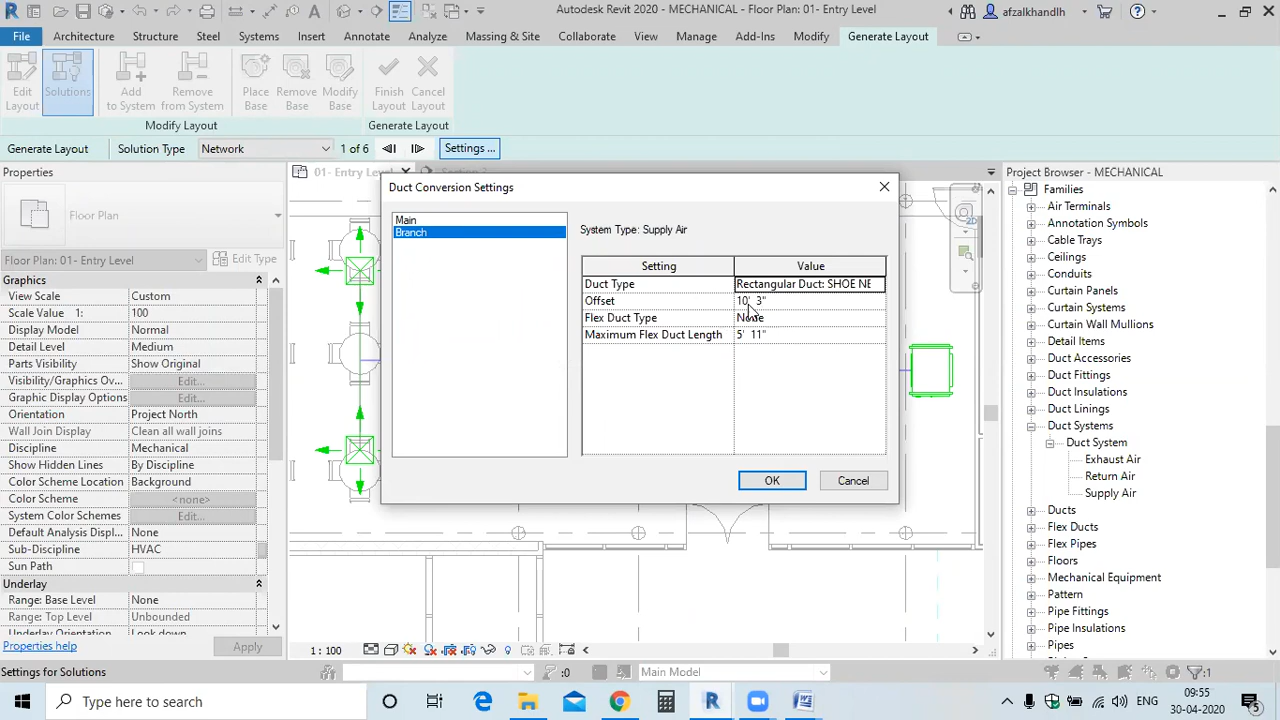 Autodesk Revit 2020 - MECHANICAL - Floor Plan: 01- Entry Level
afzalkhandlh
File Architecture Structure Steel Systems Insert Annotate Analyze Massing & Site Collaborate View Manage Add-Ins Modify Generate Layout
Edit Layout
Solutions
Add to System
Remove from System
Place Base
Remove Base
Modify Base
Finish Layout
Cancel Layout
Modify Layout
Generate Layout
Generate Layout Solution Type Network 1 of 6 Settings ...
Properties
Floor Plan
Floor Plan: 01- Entry Level
Edit Type
Graphics
View Scale Custom
Scale Value 1: 100
Display Model Normal
Detail Level Medium
Parts Visibility Show Original
Visibility/Graphics Ov... Edit...
Graphic Display Options Edit...
Orientation Project North
Wall Join Display Clean all wall joins
Discipline Mechanical
Show Hidden Lines By Discipline
Color Scheme Location Background
Color Scheme <none>
System Color Schemes Edit...
Default Analysis Displ... None
Sub-Discipline HVAC
Sun Path
Underlay
Range: Base Level None
Range: Top Level Unbounded
Underlay Orientation Look down
Properties help
Apply
01- Entry Level
Duct Conversion Settings
Main
Branch
System Type: Supply Air
Setting Value
Duct Type Rectangular Duct: SHOE NE
Offset 10' 3"
Flex Duct Type None
Maximum Flex Duct Length 5' 11"
OK Cancel
2D
1 : 100
Project Browser - MECHANICAL
Families
Air Terminals
Annotation Symbols
Cable Trays
Ceilings
Conduits
Curtain Panels
Curtain Systems
Curtain Wall Mullions
Detail Items
Duct Accessories
Duct Fittings
Duct Insulations
Duct Linings
Duct Systems
Duct System
Exhaust Air
Return Air
Supply Air
Ducts
Flex Ducts
Flex Pipes
Floors
Mechanical Equipment
Pattern
Pipe Fittings
Pipe Insulations
Pipes
Settings for Solutions
:0
Main Model
:1
Type here to search
ENG
09:55
30-04-2020
5